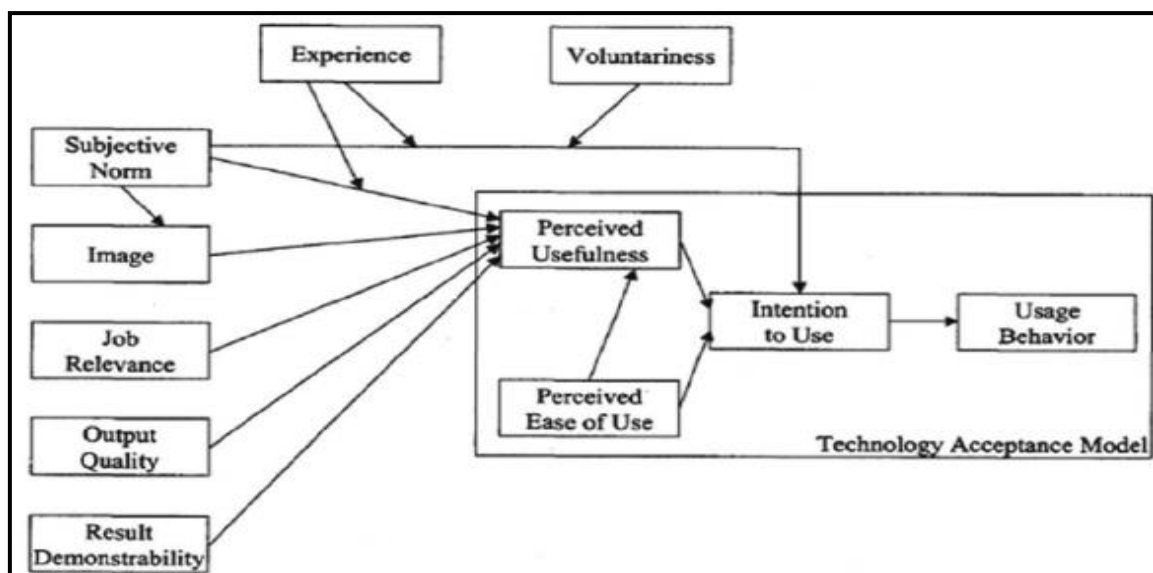 Experience
Voluntariness
Subjective
Norm
Image
Job
Relevance
Output
Quality
Result
Demonstrability
Perceived
Usefulness
Perceived
Ease of Use
Intention
to Use
Usage
Behavior
Technology Acceptance Model